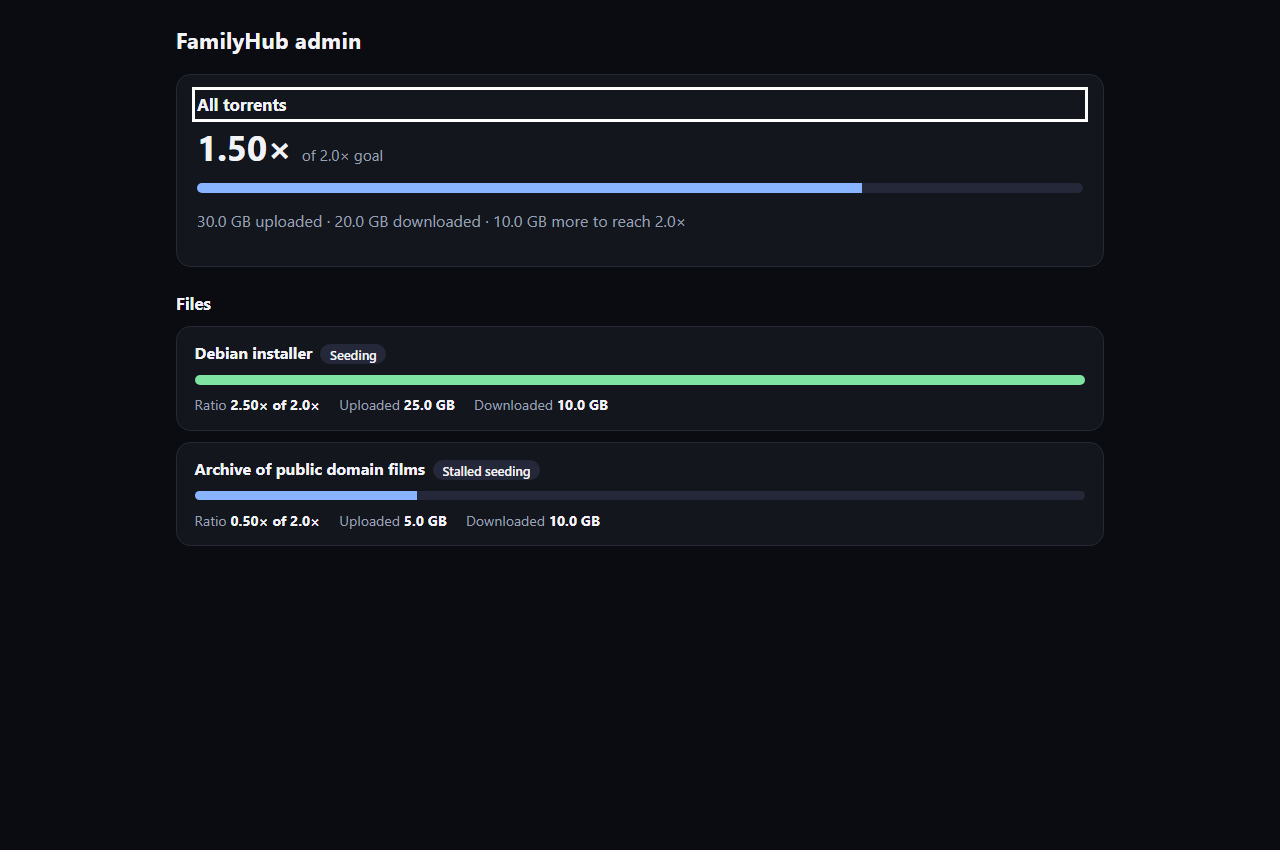 FamilyHub admin
All torrents
1.50× of 2.0× goal
30.0 GB uploaded · 20.0 GB downloaded · 10.0 GB more to reach 2.0×
Files
Debian installer Seeding
Ratio 2.50× of 2.0× Uploaded 25.0 GB Downloaded 10.0 GB
Archive of public domain films Stalled seeding
Ratio 0.50× of 2.0× Uploaded 5.0 GB Downloaded 10.0 GB